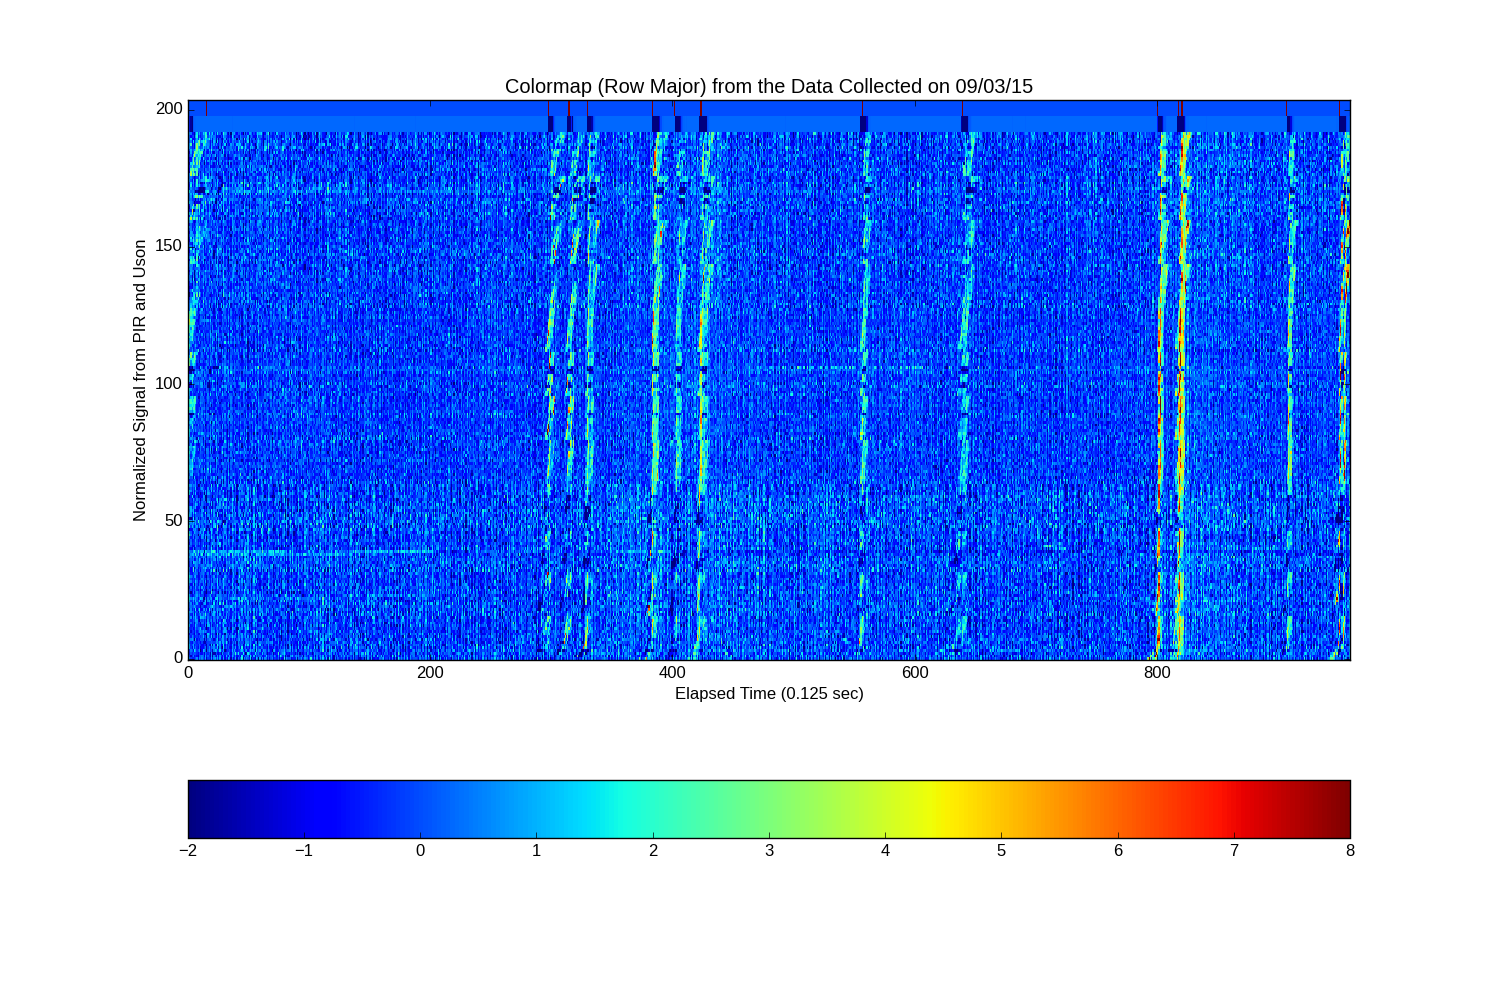 Colormap (Row Major) from the Data Collected on 09/03/15
Normalized Signal from PIR and Uson
200
150
100
50
0
0 200 400 600 800
Elapsed Time (0.125 sec)
−2 −1 0 1 2 3 4 5 6 7 8